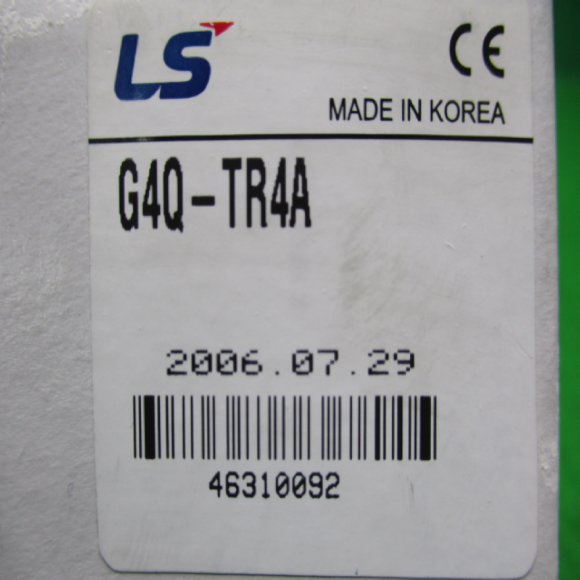 LS
CE
MADE IN KOREA
G4Q-TR4A
2006.07.29
46310092